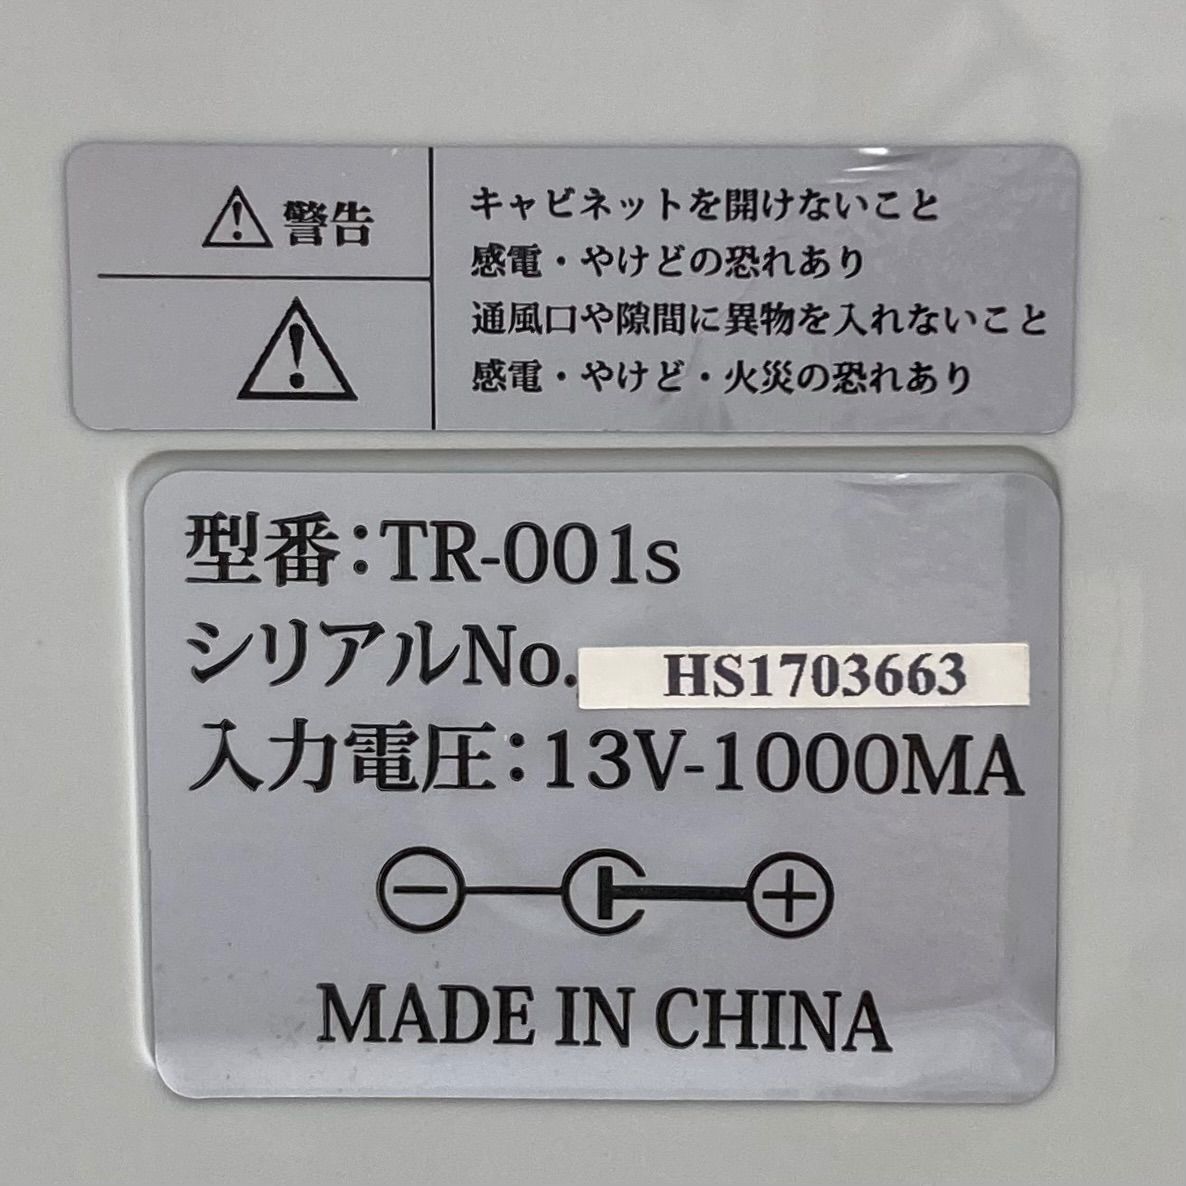 警告
キャビネットを開けないこと
感電・やけどの恐れあり
通風口や隙間に異物を入れないこと
感電・やけど・火災の恐れあり
型番：TR-001s
シリアルNo. HS1703663
入力電圧：13V-1000MA
MADE IN CHINA